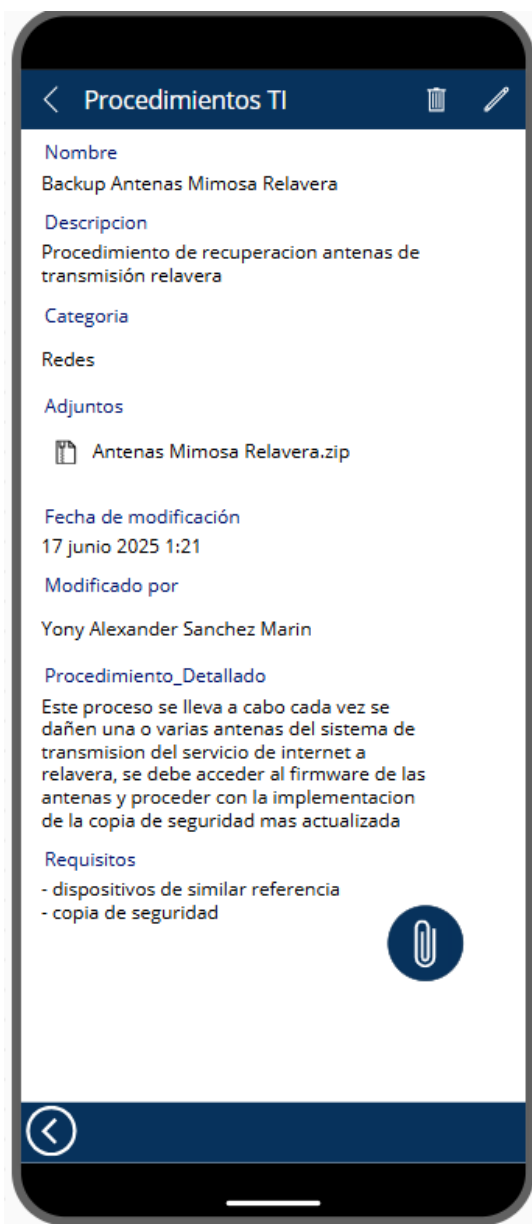 Procedimientos TI
Nombre
Backup Antenas Mimosa Relavera
Descripcion
Procedimiento de recuperacion antenas de
transmisión relavera
Categoria
Redes
Adjuntos
Antenas Mimosa Relavera.zip
Fecha de modificación
17 junio 2025 1:21
Modificado por
Yony Alexander Sanchez Marin
Procedimiento_Detallado
Este proceso se lleva a cabo cada vez se
dañen una o varias antenas del sistema de
transmision del servicio de internet a
relavera, se debe acceder al firmware de las
antenas y proceder con la implementacion
de la copia de seguridad mas actualizada
Requisitos
- dispositivos de similar referencia
- copia de seguridad